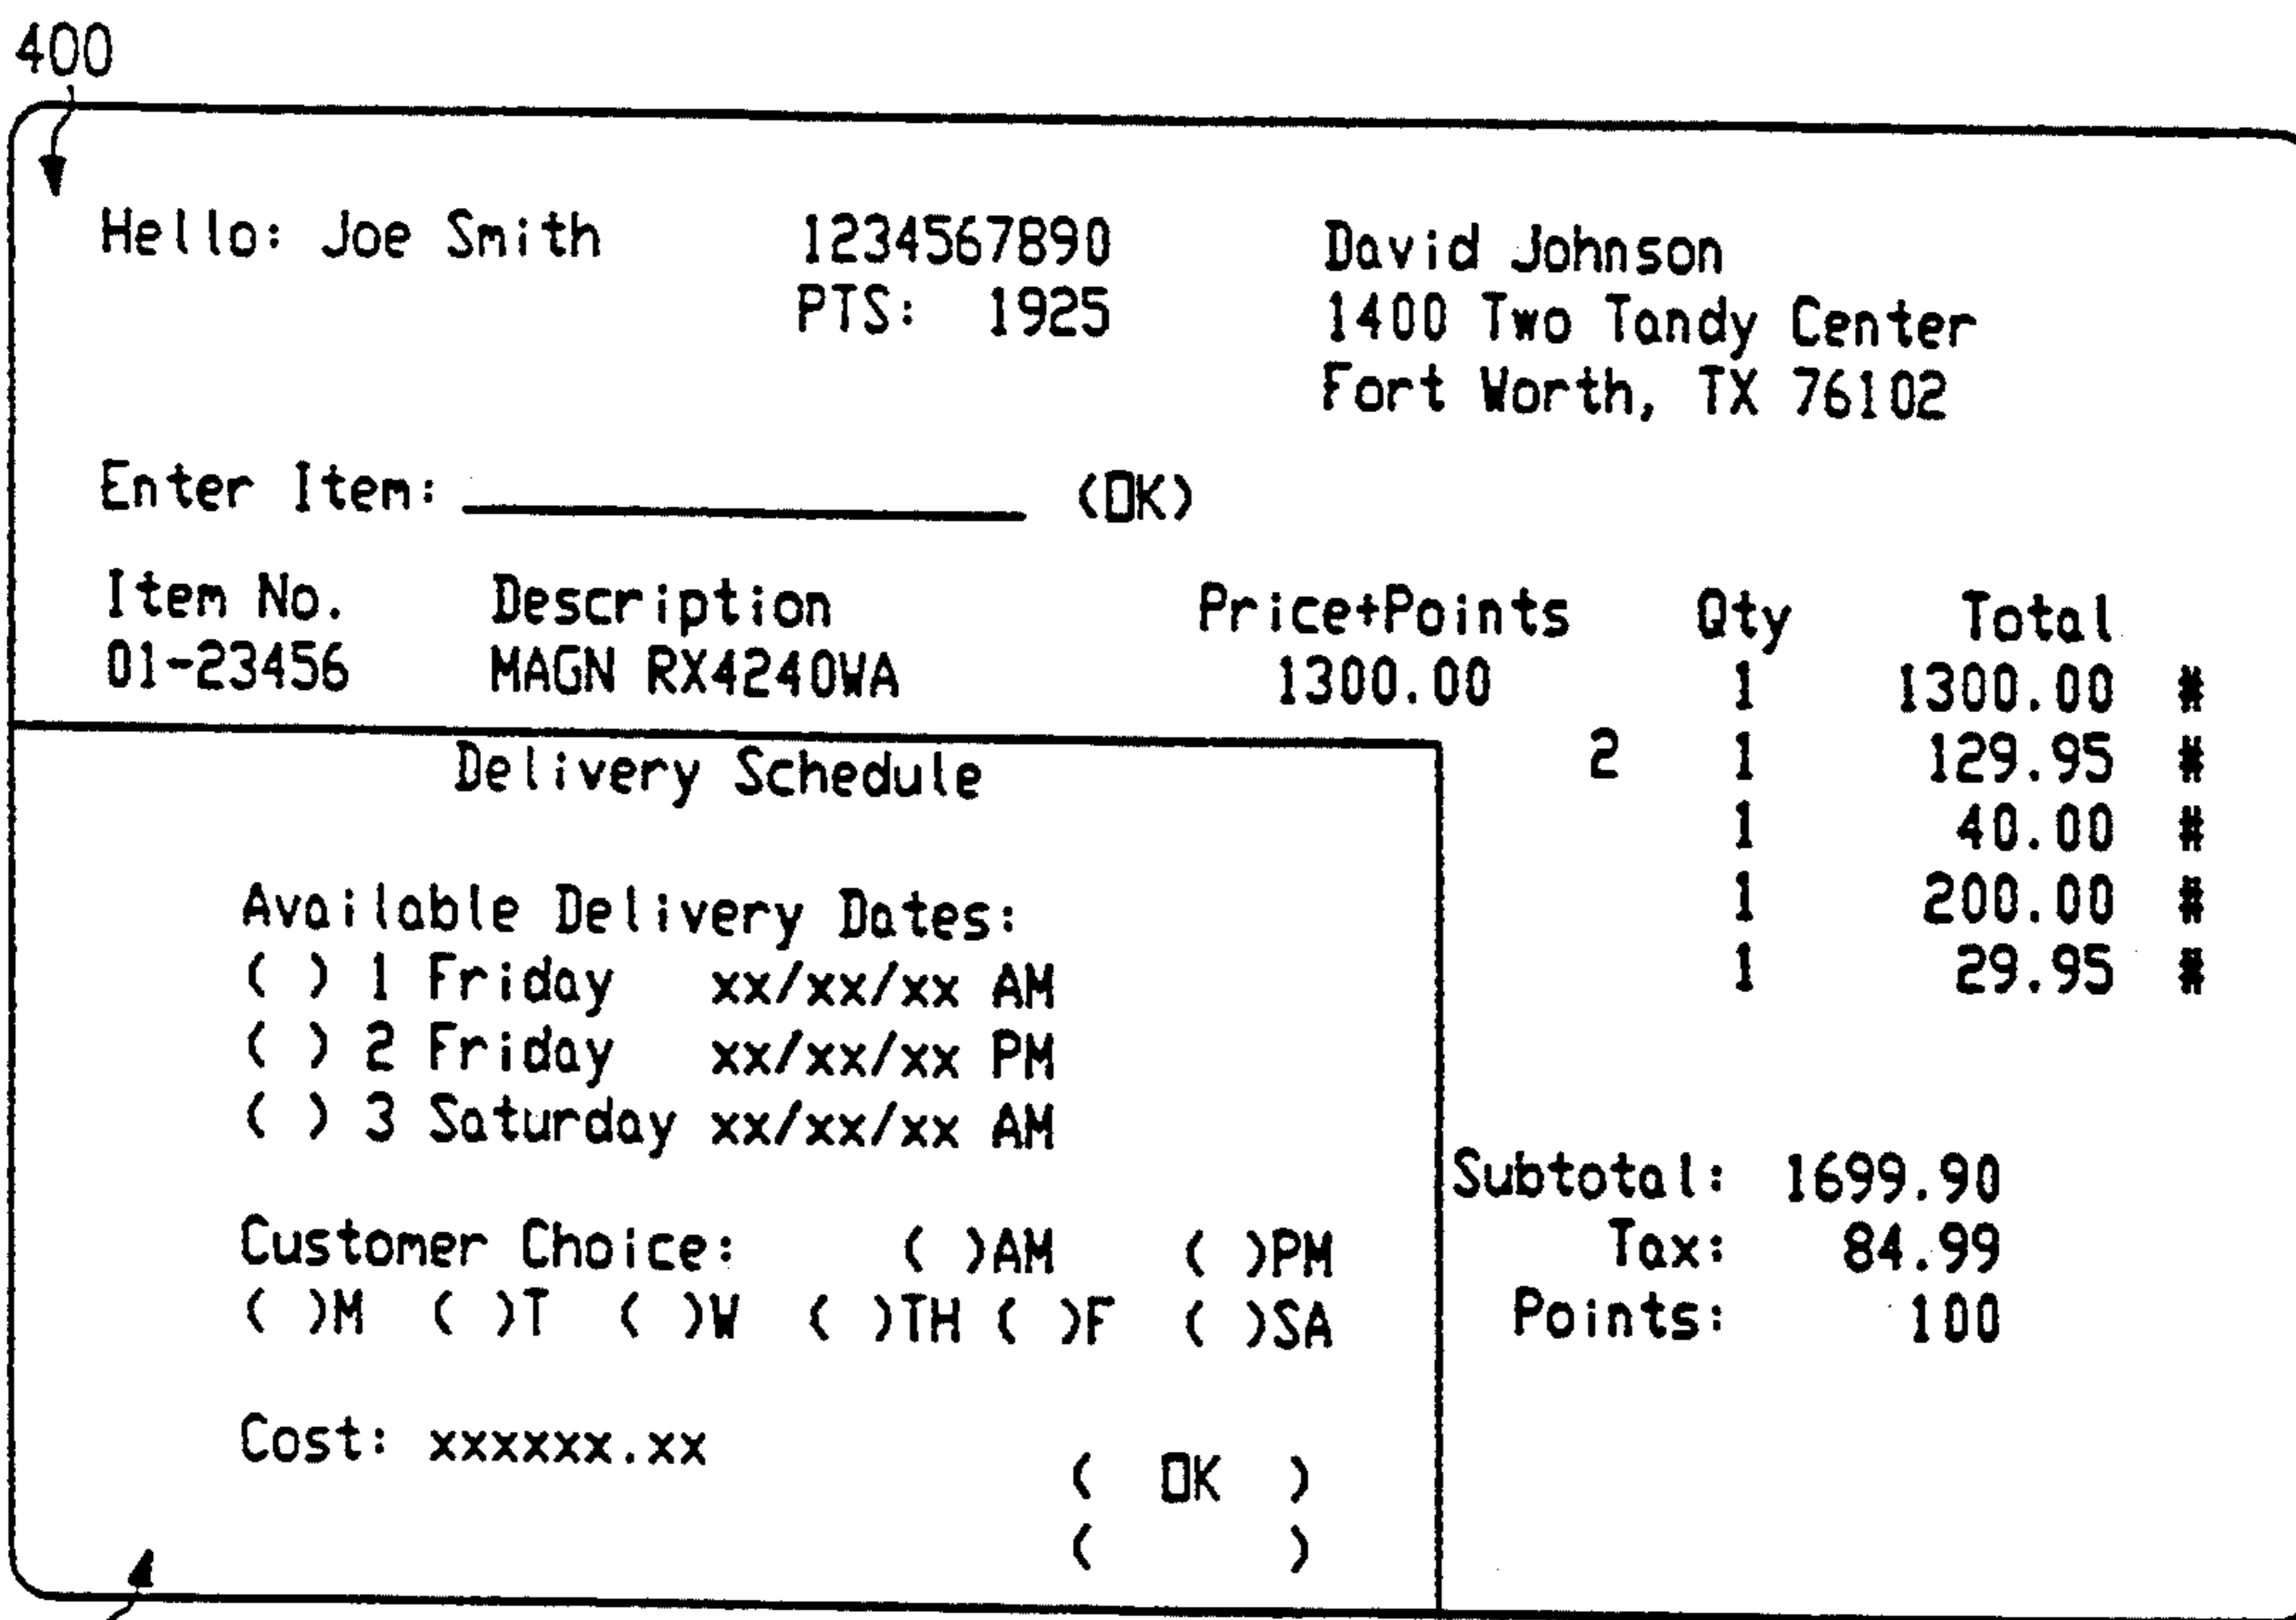 400
Hello: Joe Smith 1234567890 David Johnson
PTS: 1925 1400 Two Tandy Center
Fort Worth, TX 76102
Enter Item: ____________ (OK)
Item No. Description Price+Points Qty Total
01-23456 MAGN RX4240WA 1300.00 1 1300.00 #
Delivery Schedule 2 1 129.95 #
1 40.00 #
Available Delivery Dates: 1 200.00 #
( ) 1 Friday xx/xx/xx AM 1 29.95 #
( ) 2 Friday xx/xx/xx PM
( ) 3 Saturday xx/xx/xx AM
Subtotal: 1699.90
Customer Choice: ( )AM ( )PM Tax: 84.99
( )M ( )T ( )W ( )TH ( )F ( )SA Points: 100
Cost: xxxxxx.xx
( OK )
( )